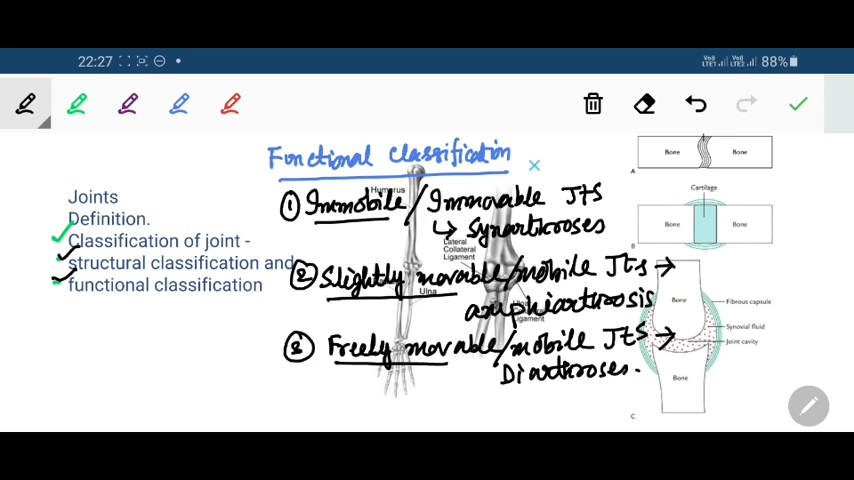 22:27
88%
Functional Classification
Joints
Definition.
Classification of joint -
structural classification and
functional classification
① Immobile / Immovable JTS
↳ Synarthroses
② Slightly movable/mobile JTS →
amphiarthrosis
③ Freely movable/mobile JTS →
Diarthroses.
Humerus
Lateral
Collateral
Ligament
Ulna
Ligament
Bone
Bone
A
Cartilage
Bone
Bone
B
Bone
Fibrous capsule
Synovial fluid
Joint cavity
Bone
C